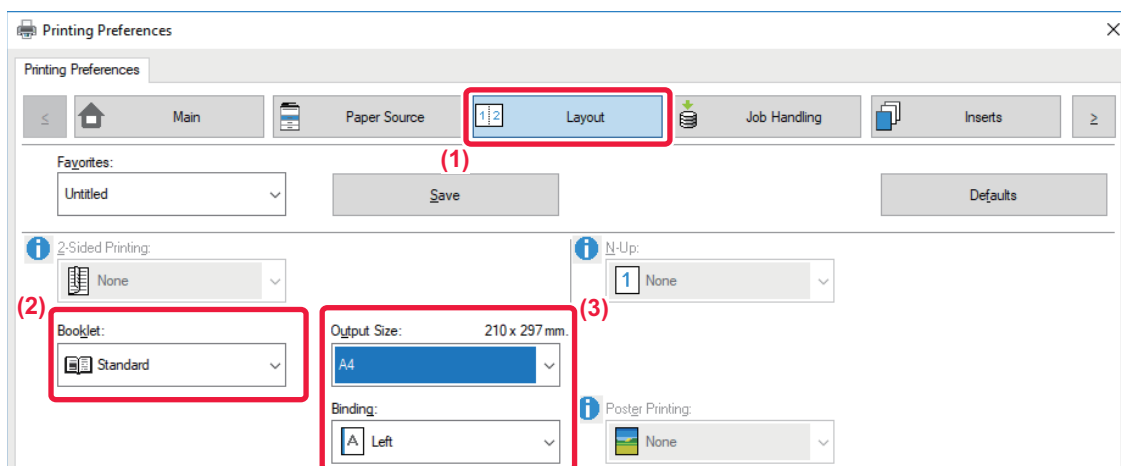 Printing Preferences
Printing Preferences
< Main Paper Source 1 2 Layout Job Handling Inserts >
(1)
Favorites:
Untitled Save Defaults
2-Sided Printing: N-Up:
None 1 None
(2) (3)
Booklet: Output Size: 210 x 297 mm.
Standard A4
Binding: Poster Printing:
A Left None